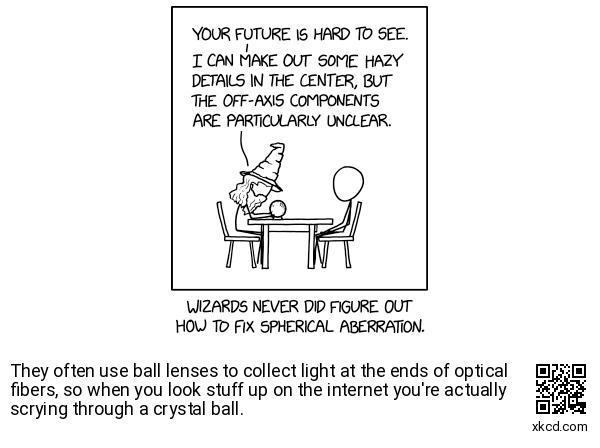 YOUR FUTURE IS HARD TO SEE.
I CAN MAKE OUT SOME HAZY
DETAILS IN THE CENTER, BUT
THE OFF-AXIS COMPONENTS
ARE PARTICULARLY UNCLEAR.
WIZARDS NEVER DID FIGURE OUT
HOW TO FIX SPHERICAL ABERRATION.
They often use ball lenses to collect light at the ends of optical
fibers, so when you look stuff up on the internet you're actually
scrying through a crystal ball.
xkcd.com